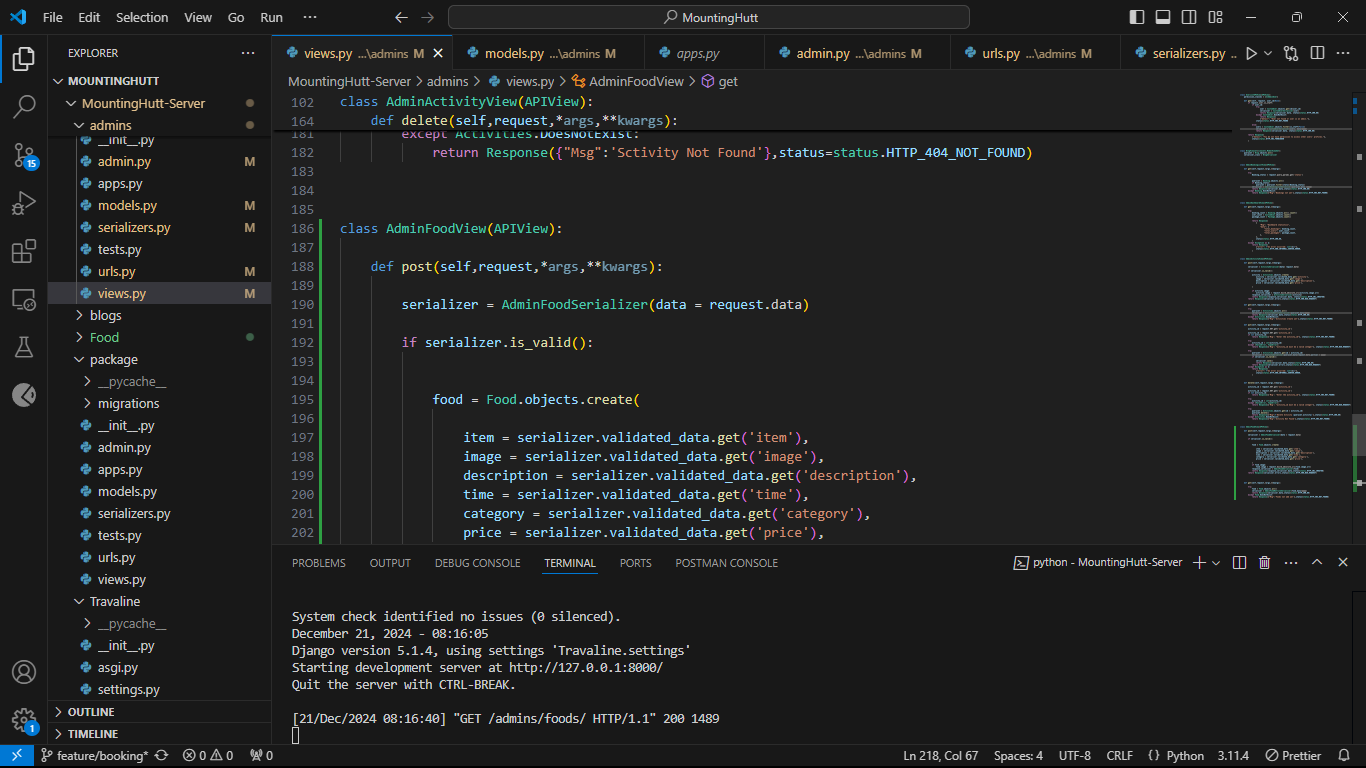 File Edit Selection View Go Run ··· MountingHutt
EXPLORER ···
MOUNTINGHUTT
MountingHutt-Server
admins
__init__.py
admin.py M
apps.py
models.py M
serializers.py M
tests.py
urls.py M
views.py M
blogs
Food
package
__pycache__
migrations
__init__.py
admin.py
apps.py
models.py
serializers.py
tests.py
urls.py
views.py
Travaline
__pycache__
__init__.py
asgi.py
settings.py
OUTLINE
TIMELINE
15
1
views.py ...\admins M models.py ...\admins M apps.py admin.py ...\admins M urls.py ...\admins M serializers.py ..
MountingHutt-Server > admins > views.py > AdminFoodView > get
102 class AdminActivityView(APIView):
164 def delete(self,request,*args,**kwargs):
181 except Activities.DoesNotExist:
182 return Response({"Msg":'Sctivity Not Found'},status=status.HTTP_404_NOT_FOUND)
183
184
185
186 class AdminFoodView(APIView):
187
188 def post(self,request,*args,**kwargs):
189
190 serializer = AdminFoodSerializer(data = request.data)
191
192 if serializer.is_valid():
193
194
195 food = Food.objects.create(
196
197 item = serializer.validated_data.get('item'),
198 image = serializer.validated_data.get('image'),
199 description = serializer.validated_data.get('description'),
200 time = serializer.validated_data.get('time'),
201 category = serializer.validated_data.get('category'),
202 price = serializer.validated_data.get('price'),
PROBLEMS OUTPUT DEBUG CONSOLE TERMINAL PORTS POSTMAN CONSOLE python - MountingHutt-Server
System check identified no issues (0 silenced).
December 21, 2024 - 08:16:05
Django version 5.1.4, using settings 'Travaline.settings'
Starting development server at http://127.0.0.1:8000/
Quit the server with CTRL-BREAK.
[21/Dec/2024 08:16:40] "GET /admins/foods/ HTTP/1.1" 200 1489
feature/booking* 0 0 0 Ln 218, Col 67 Spaces: 4 UTF-8 CRLF {} Python 3.11.4 Prettier